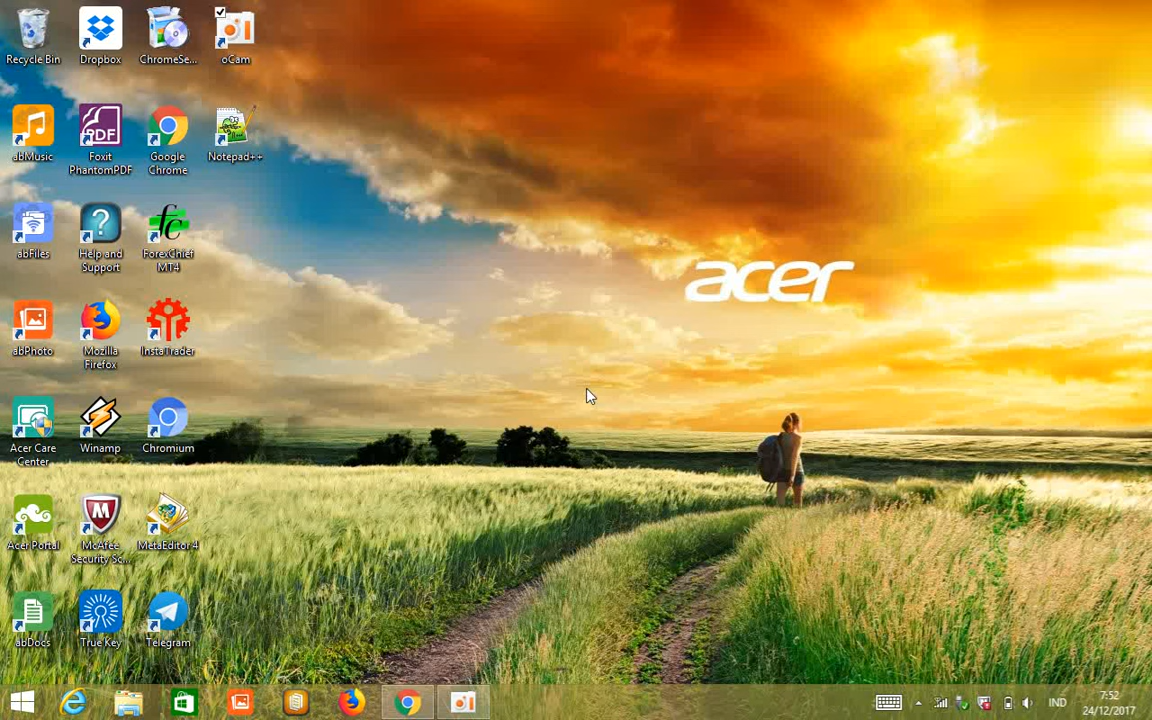 Recycle Bin
Dropbox
ChromeSe...
oCam
abMusic
PDF
Foxit
PhantomPDF
Google
Chrome
Notepad++
abFiles
Help and
Support
fc
ForexChief
MT4
acer
abPhoto
Mozilla
Firefox
InstaTrader
Acer Care
Center
Winamp
Chromium
Acer Portal
McAfee
Security Sc...
MetaEditor 4
abDocs
True Key
Telegram
IND
7:52
24/12/2017